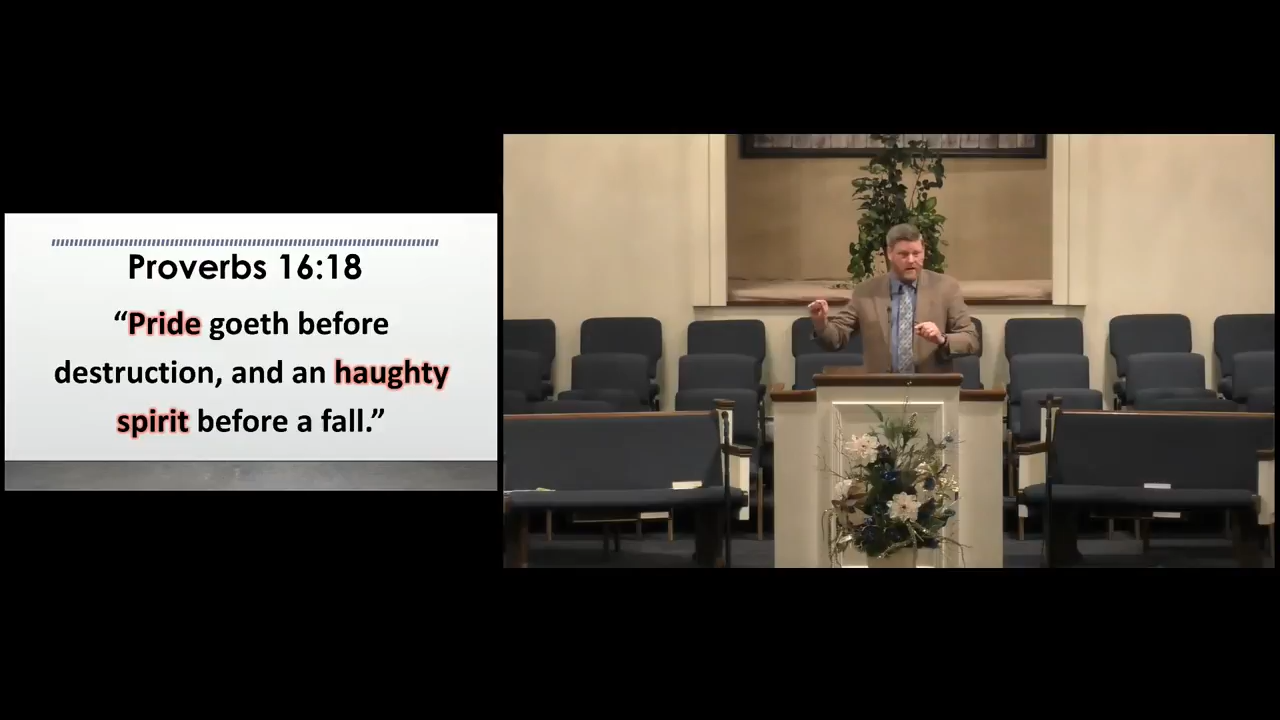 Proverbs 16:18
“Pride goeth before
destruction, and an haughty
spirit before a fall.”